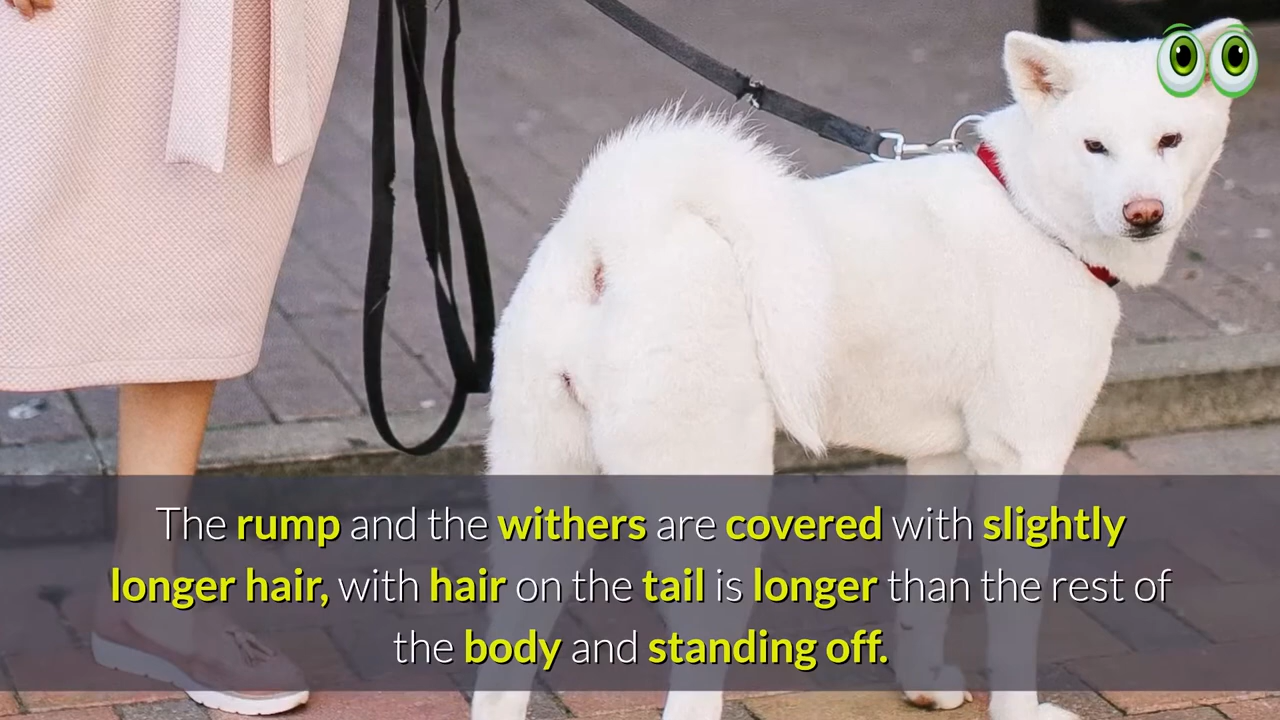 The rump and the withers are covered with slightly
longer hair, with hair on the tail is longer than the rest of
the body and standing off.